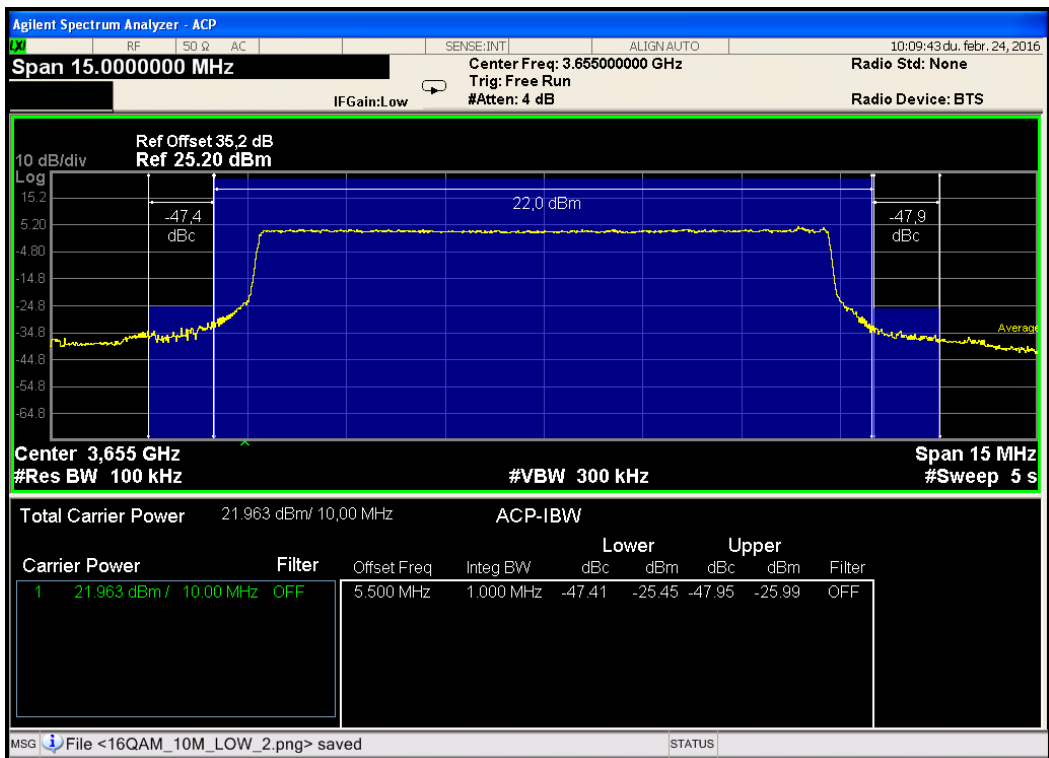 Agilent Spectrum Analyzer - ACP
LXI RF 50 Ω AC SENSE:INT ALIGN AUTO 10:09:43 du. febr. 24, 2016
Span 15.0000000 MHz Center Freq: 3.655000000 GHz Radio Std: None
Trig: Free Run
IFGain:Low #Atten: 4 dB Radio Device: BTS
Ref Offset 35,2 dB
10 dB/div Ref 25.20 dBm
Log
15.2
22,0 dBm
-47,4
dBc
-47,9
dBc
5.20
-4.80
-14.8
-24.8
-34.8
Average
-44.8
-54.8
-64.8
Center 3,655 GHz Span 15 MHz
#Res BW 100 kHz #VBW 300 kHz #Sweep 5 s
Total Carrier Power 21.963 dBm/ 10,00 MHz ACP-IBW
Lower Upper
Carrier Power Filter Offset Freq Integ BW dBc dBm dBc dBm Filter
1 21.963 dBm / 10.00 MHz OFF 5.500 MHz 1.000 MHz -47.41 -25.45 -47.95 -25.99 OFF
MSG File <16QAM_10M_LOW_2.png> saved STATUS